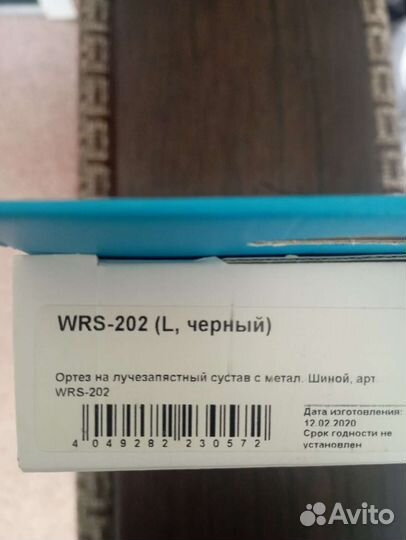 WRS-202 (L, черный)
Ортез на лучезапястный сустав с метал. Шиной, арт
WRS-202
4 049282 230572
Дата изготовления:
12.02.2020
Срок годности не
установлен
Avito